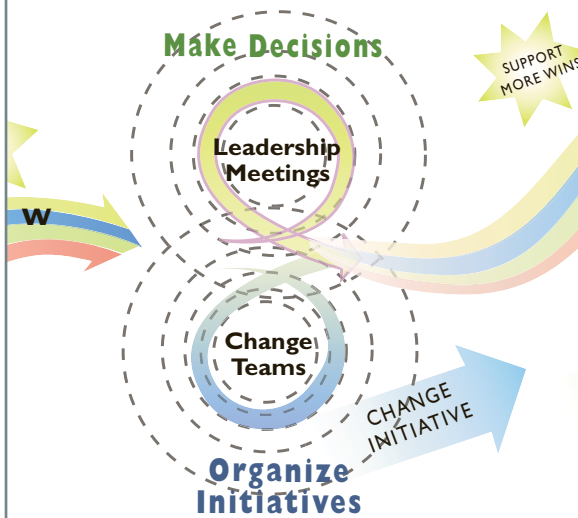 Make Decisions
SUPPORT
MORE WINS
Leadership
Meetings
W
Change
Teams
CHANGE
INITIATIVE
Organize
Initiatives